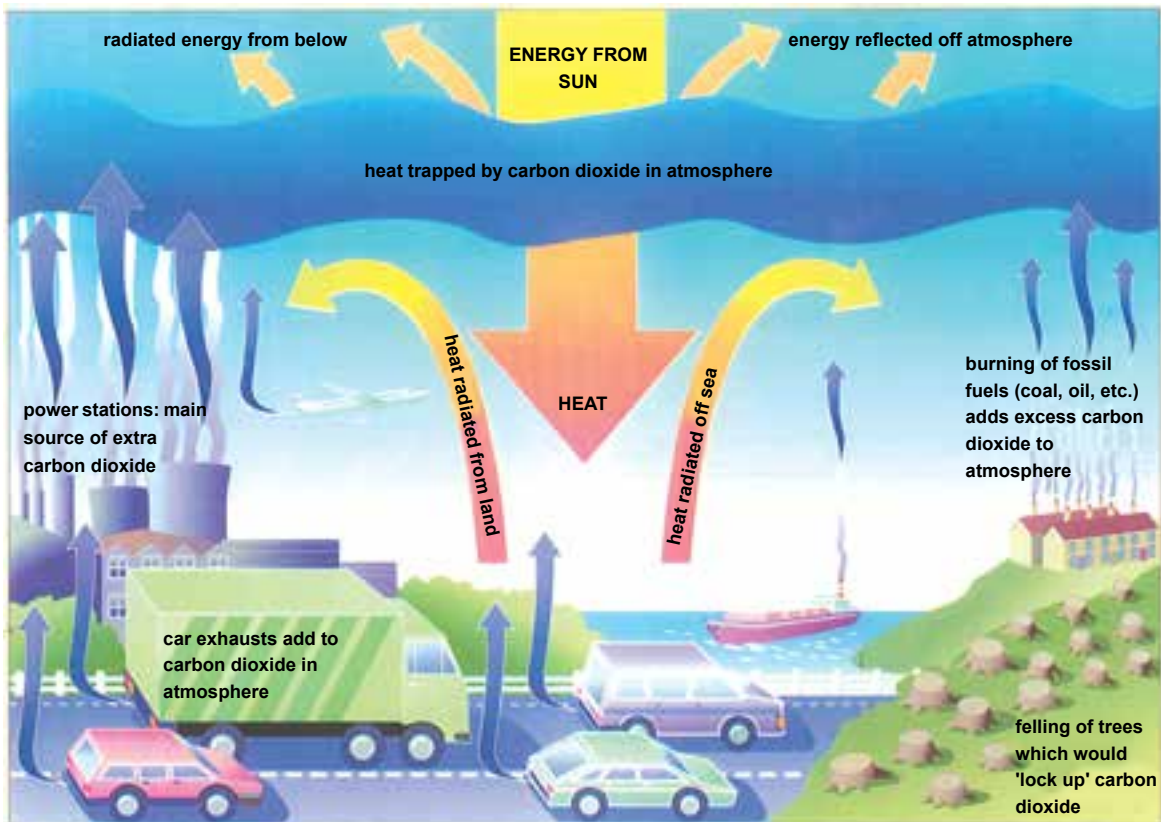 radiated energy from below
ENERGY FROM
SUN
energy reflected off atmosphere
heat trapped by carbon dioxide in atmosphere
power stations: main
source of extra
carbon dioxide
heat radiated from land
HEAT
heat radiated off sea
burning of fossil
fuels (coal, oil, etc.)
adds excess carbon
dioxide to
atmosphere
car exhausts add to
carbon dioxide in
atmosphere
felling of trees
which would
'lock up' carbon
dioxide